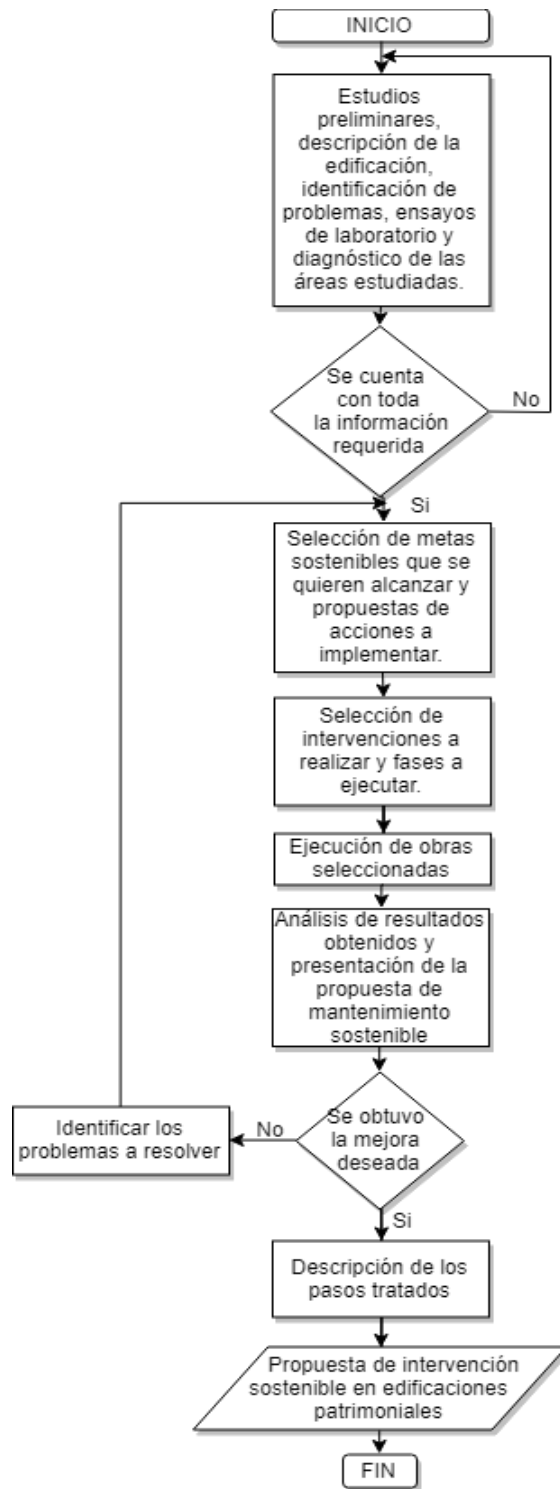 INICIO
Estudios
preliminares,
descripción de la
edificación,
identificación de
problemas, ensayos
de laboratorio y
diagnóstico de las
áreas estudiadas.
Se cuenta
con toda
la información
requerida
No
Si
Selección de metas
sostenibles que se
quieren alcanzar y
propuestas de
acciones a
implementar.
Selección de
intervenciones a
realizar y fases a
ejecutar.
Ejecución de obras
seleccionadas
Análisis de resultados
obtenidos y
presentación de la
propuesta de
mantenimiento
sostenible
Se obtuvo
la mejora
deseada
No
Identificar los
problemas a resolver
Si
Descripción de los
pasos tratados
Propuesta de intervención
sostenible en edificaciones
patrimoniales
FIN